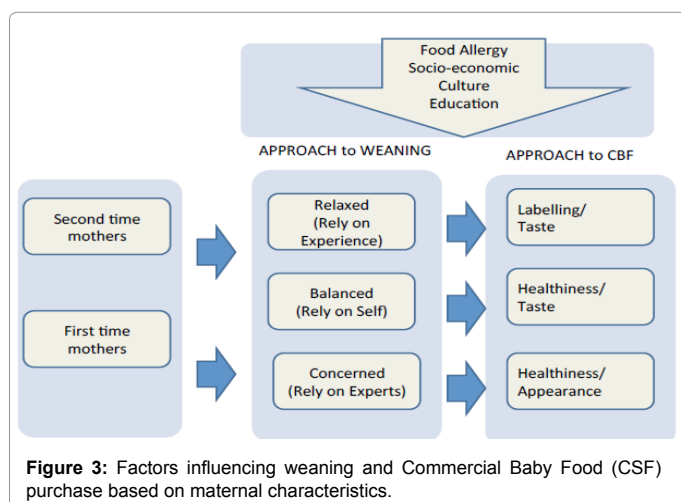 Food Allergy
Socio-economic
Culture
Education
APPROACH to WEANING
APPROACH to CBF
Second time
mothers
First time
mothers
Relaxed
(Rely on
Experience)
Balanced
(Rely on Self)
Concerned
(Rely on Experts)
Labelling/
Taste
Healthiness/
Taste
Healthiness/
Appearance
Figure 3: Factors influencing weaning and Commercial Baby Food (CSF)
purchase based on maternal characteristics.